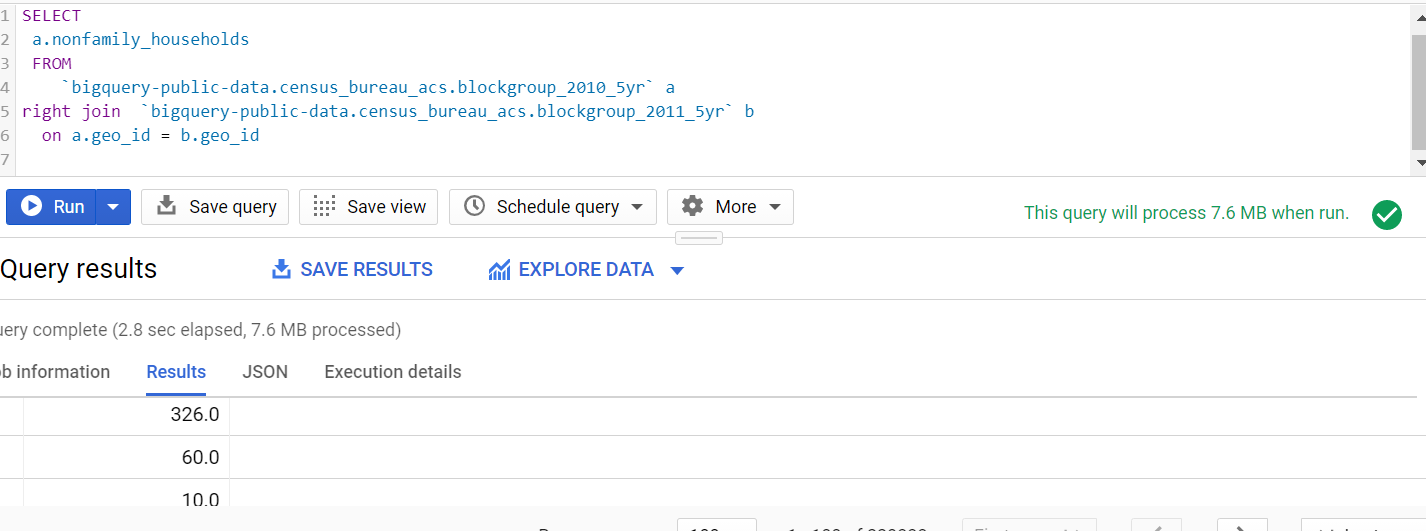 1 SELECT
2 a.nonfamily_households
3 FROM
4 `bigquery-public-data.census_bureau_acs.blockgroup_2010_5yr` a
5 right join `bigquery-public-data.census_bureau_acs.blockgroup_2011_5yr` b
6 on a.geo_id = b.geo_id
7
Run Save query Save view Schedule query More This query will process 7.6 MB when run.
Query results SAVE RESULTS EXPLORE DATA
uery complete (2.8 sec elapsed, 7.6 MB processed)
ob information Results JSON Execution details
326.0
60.0
10.0